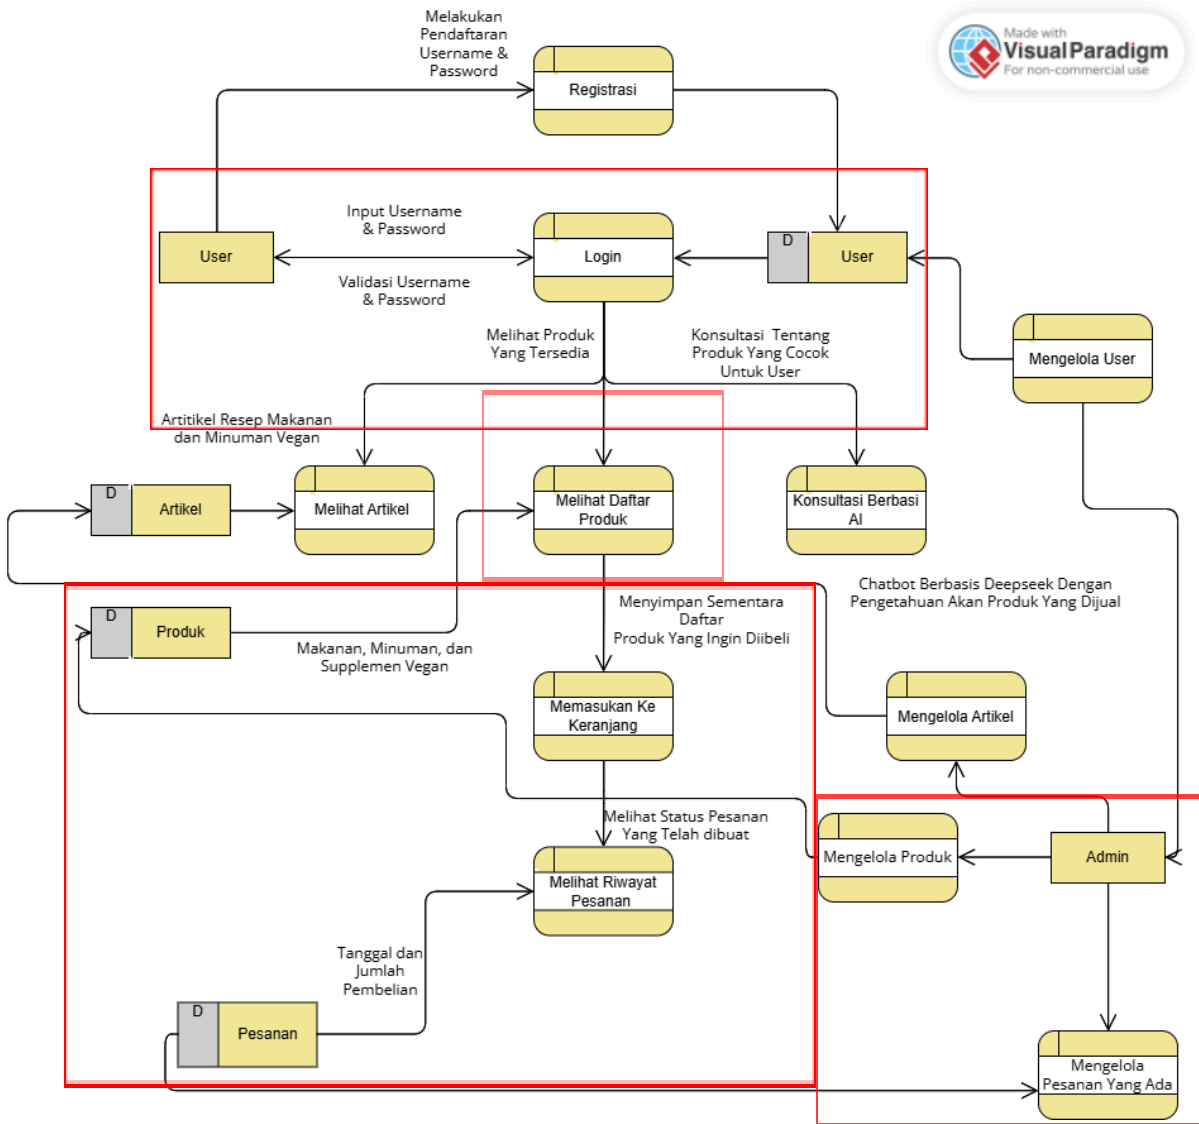 Melakukan
Pendaftaran
Username &
Password
Made with
Visual Paradigm
For non-commercial use
Registrasi
Input Username
& Password
User
Login
D
User
Validasi Username
& Password
Melihat Produk
Yang Tersedia
Konsultasi Tentang
Produk Yang Cocok
Untuk User
Mengelola User
Artitikel Resep Makanan
dan Minuman Vegan
D
Artikel
Melihat Artikel
Melihat Daftar
Produk
Konsultasi Berbasi
AI
Chatbot Berbasis Deepseek Dengan
Pengetahuan Akan Produk Yang Dijual
D
Produk
Menyimpan Sementara
Daftar
Produk Yang Ingin Diibeli
Makanan, Minuman, dan
Supplemen Vegan
Memasukan Ke
Keranjang
Mengelola Artikel
Melihat Status Pesanan
Yang Telah dibuat
Mengelola Produk
Admin
Melihat Riwayat
Pesanan
Tanggal dan
Jumlah
Pembelian
D
Pesanan
Mengelola
Pesanan Yang Ada